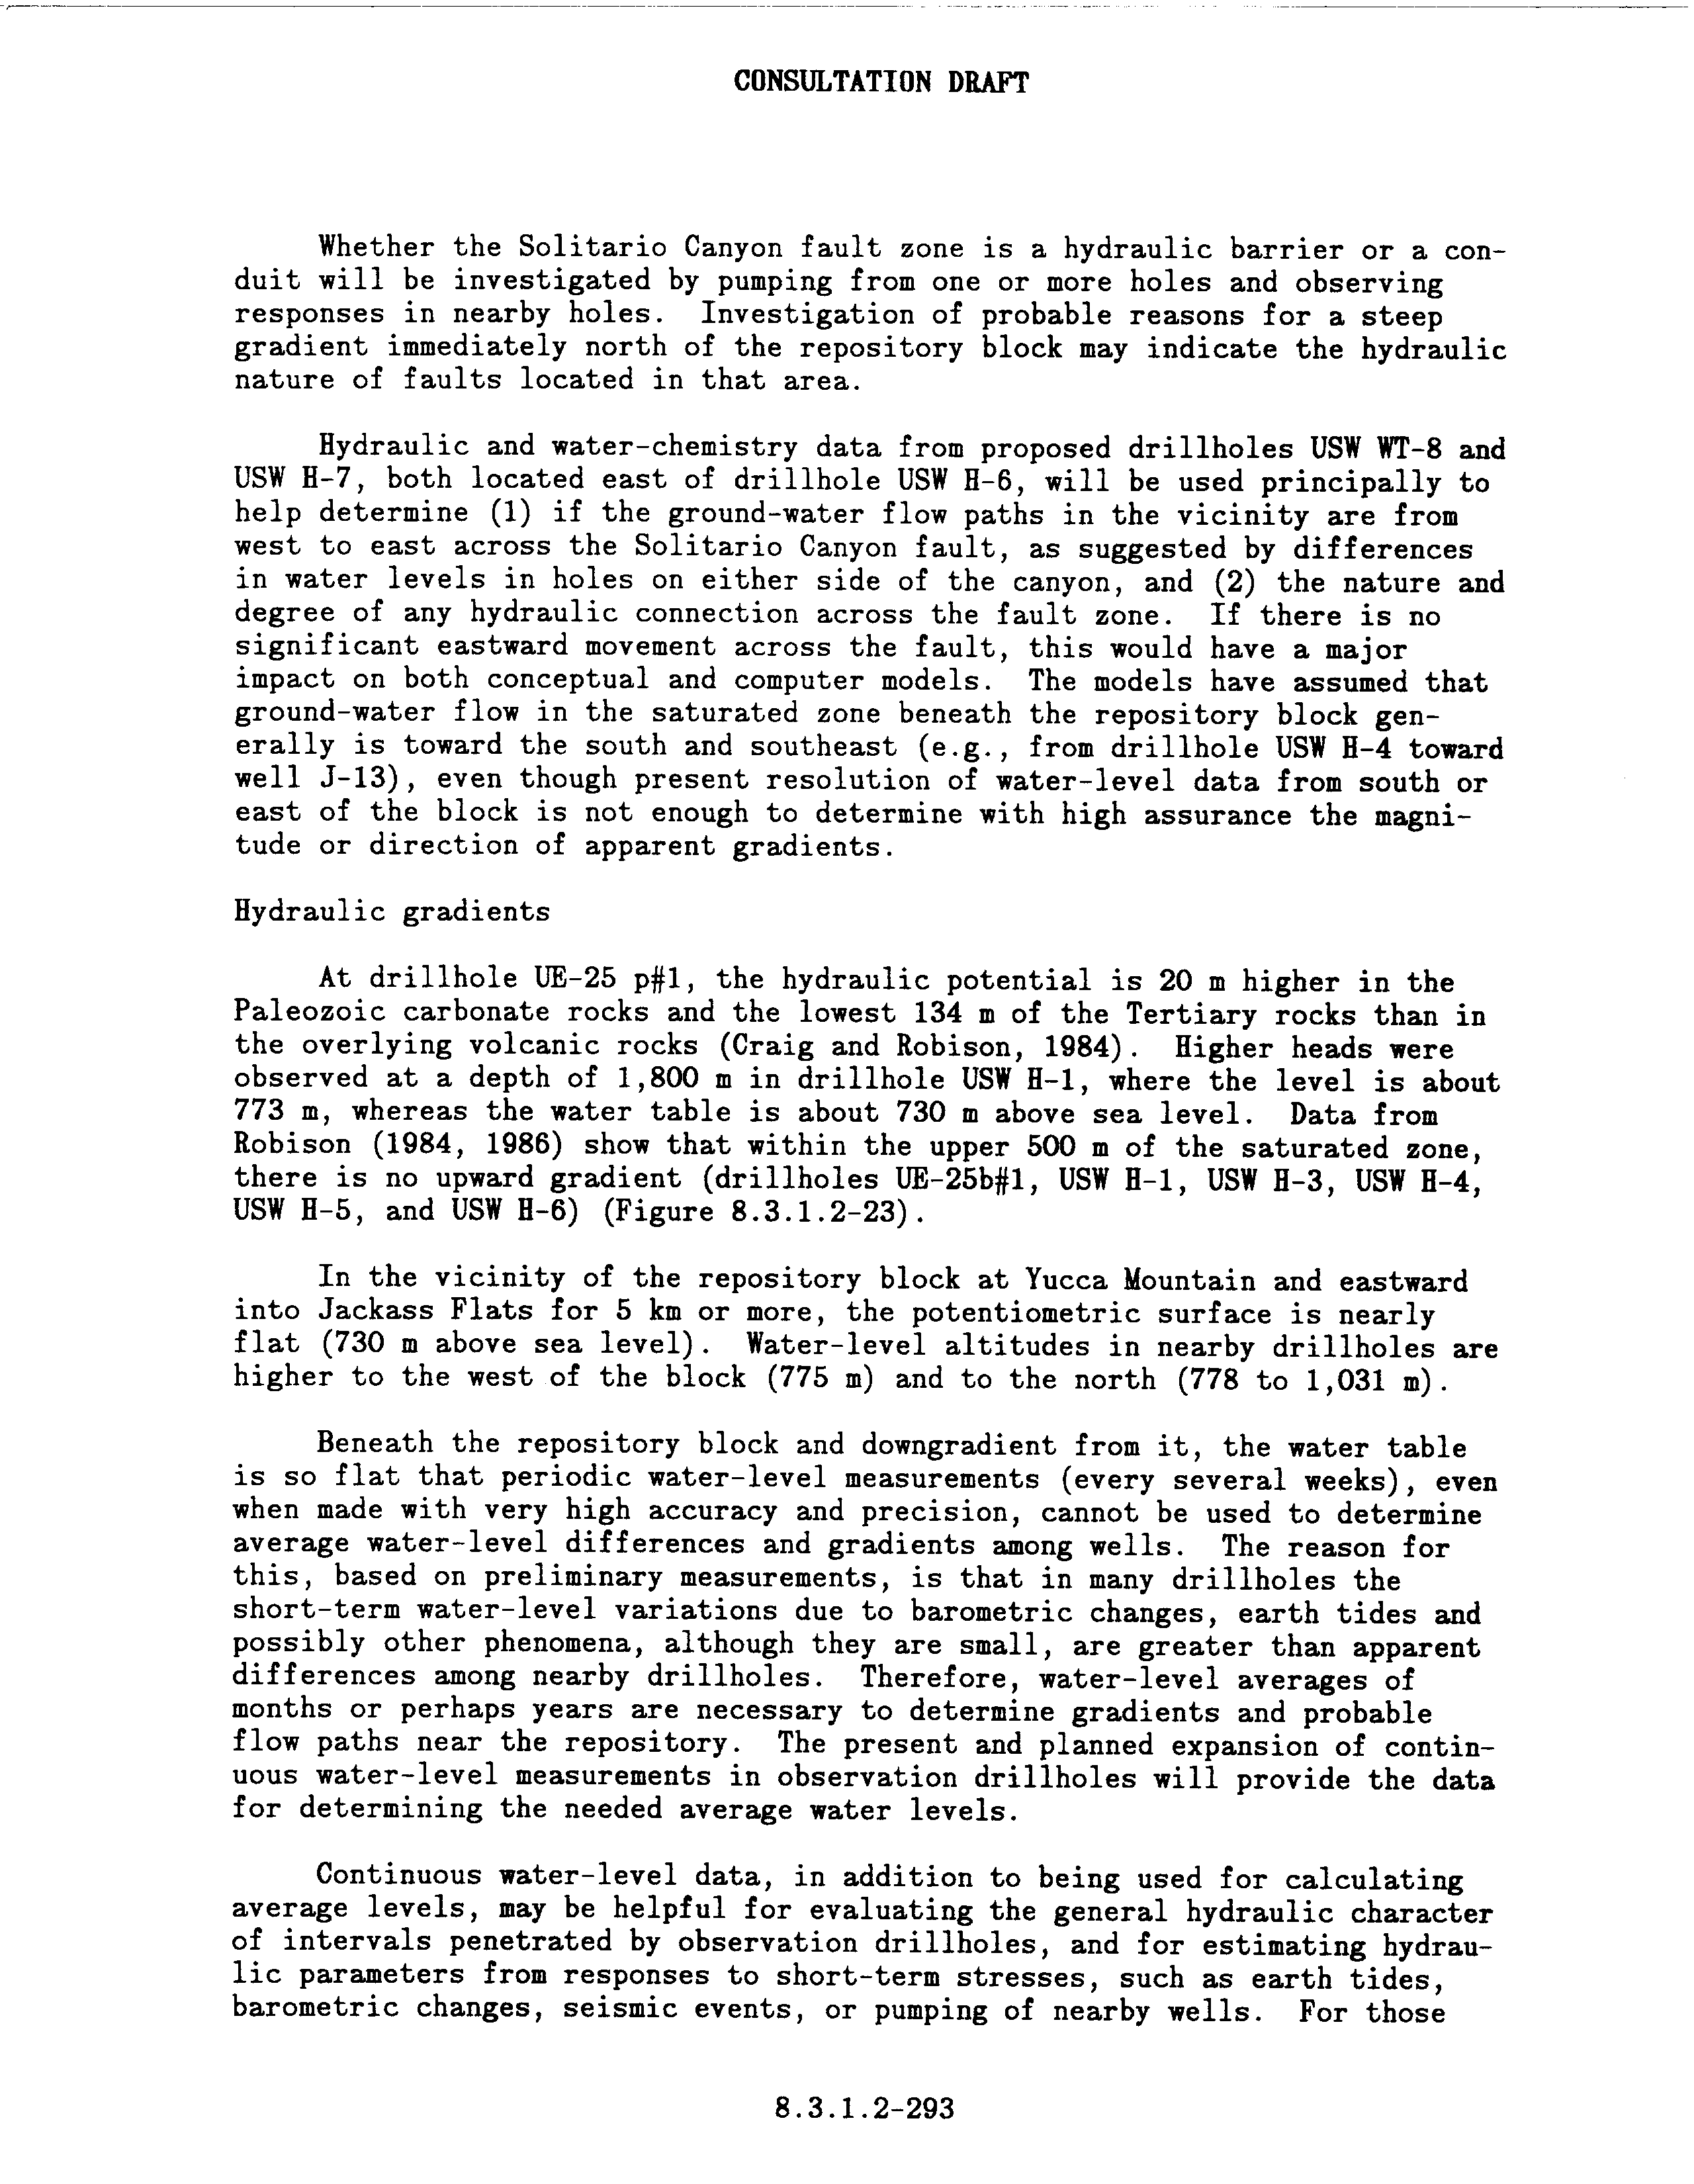 CONSULTATION DRAFT
Whether the Solitario Canyon fault zone is a hydraulic barrier or a con-
duit will be investigated by pumping from one or more holes and observing
responses in nearby holes. Investigation of probable reasons for a steep
gradient immediately north of the repository block may indicate the hydraulic
nature of faults located in that area.
Hydraulic and water-chemistry data from proposed drillholes USW WT-8 and
USW H-7, both located east of drillhole USW H-6, will be used principally to
help determine (1) if the ground-water flow paths in the vicinity are from
west to east across the Solitario Canyon fault, as suggested by differences
in water levels in holes on either side of the canyon, and (2) the nature and
degree of any hydraulic connection across the fault zone. If there is no
significant eastward movement across the fault, this would have a major
impact on both conceptual and computer models. The models have assumed that
ground-water flow in the saturated zone beneath the repository block gen-
erally is toward the south and southeast (e.g., from drillhole USW H-4 toward
well J-13), even though present resolution of water-level data from south or
east of the block is not enough to determine with high assurance the magni-
tude or direction of apparent gradients.
Hydraulic gradients
At drillhole UE-25 p#1, the hydraulic potential is 20 m higher in the
Paleozoic carbonate rocks and the lowest 134 m of the Tertiary rocks than in
the overlying volcanic rocks (Craig and Robison, 1984). Higher heads were
observed at a depth of 1,800 m in drillhole USW H-1, where the level is about
773 m, whereas the water table is about 730 m above sea level. Data from
Robison (1984, 1986) show that within the upper 500 m of the saturated zone,
there is no upward gradient (drillholes UE-25b#1, USW H-1, USW H-3, USW H-4,
USW H-5, and USW H-6) (Figure 8.3.1.2-23).
In the vicinity of the repository block at Yucca Mountain and eastward
into Jackass Flats for 5 km or more, the potentiometric surface is nearly
flat (730 m above sea level). Water-level altitudes in nearby drillholes are
higher to the west of the block (775 m) and to the north (778 to 1,031 m).
Beneath the repository block and downgradient from it, the water table
is so flat that periodic water-level measurements (every several weeks), even
when made with very high accuracy and precision, cannot be used to determine
average water-level differences and gradients among wells. The reason for
this, based on preliminary measurements, is that in many drillholes the
short-term water-level variations due to barometric changes, earth tides and
possibly other phenomena, although they are small, are greater than apparent
differences among nearby drillholes. Therefore, water-level averages of
months or perhaps years are necessary to determine gradients and probable
flow paths near the repository. The present and planned expansion of contin-
uous water-level measurements in observation drillholes will provide the data
for determining the needed average water levels.
Continuous water-level data, in addition to being used for calculating
average levels, may be helpful for evaluating the general hydraulic character
of intervals penetrated by observation drillholes, and for estimating hydrau-
lic parameters from responses to short-term stresses, such as earth tides,
barometric changes, seismic events, or pumping of nearby wells. For those
8.3.1.2-293